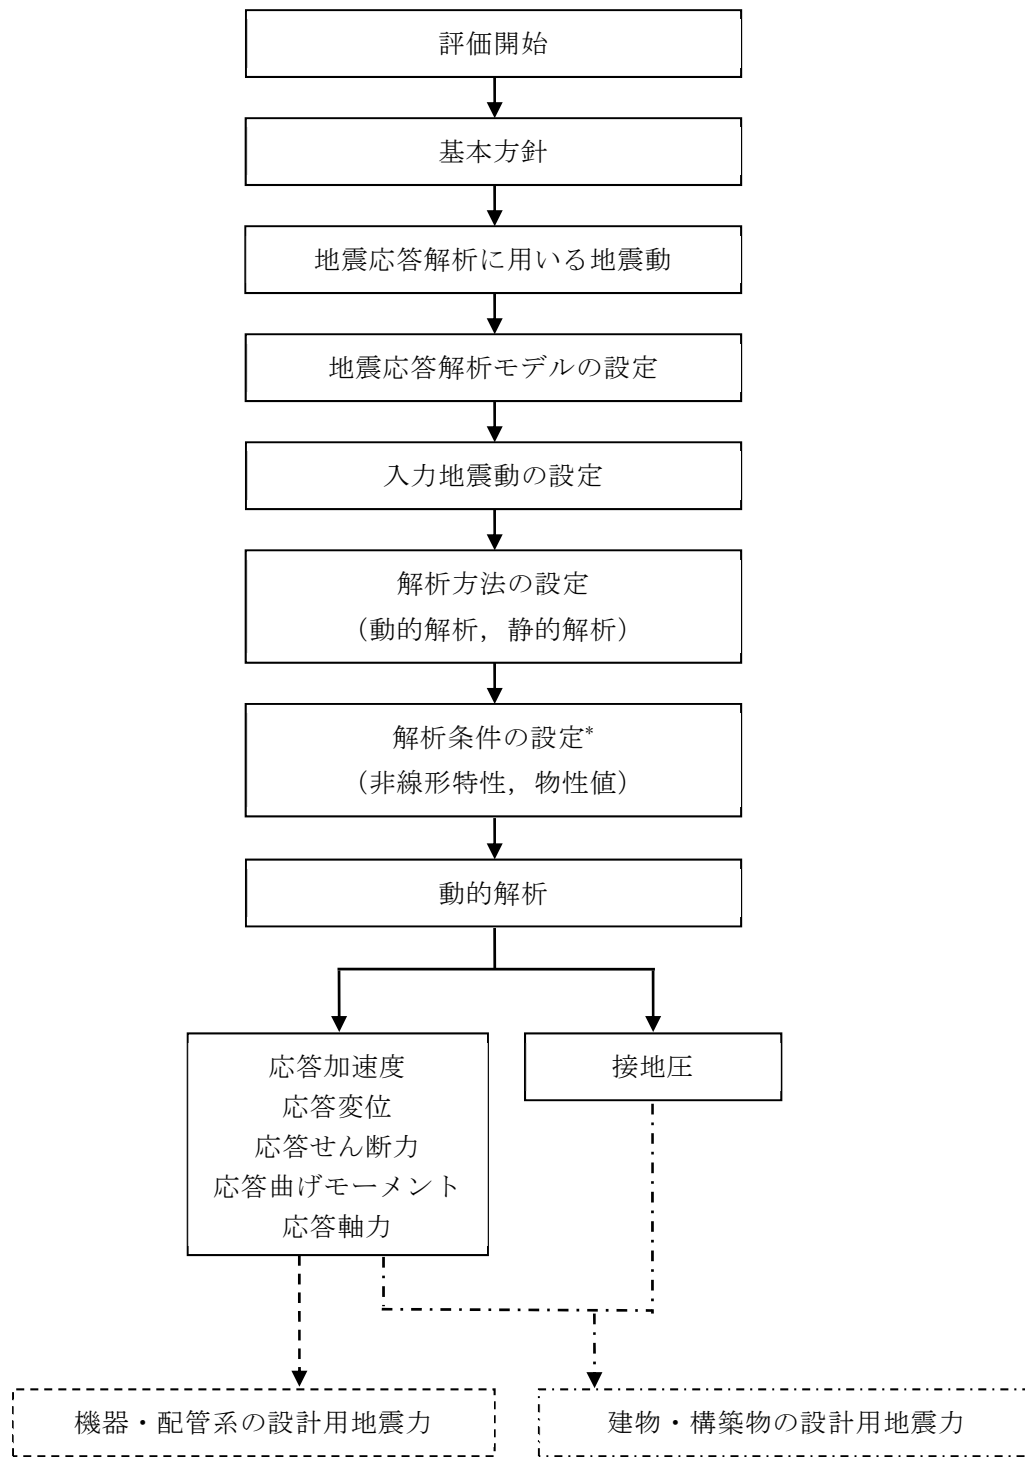 評価開始
基本方針
地震応答解析に用いる地震動
地震応答解析モデルの設定
入力地震動の設定
解析方法の設定
（動的解析，静的解析）
解析条件の設定*
（非線形特性，物性値）
動的解析
応答加速度
応答変位
応答せん断力
応答曲げモーメント
応答軸力
接地圧
機器・配管系の設計用地震力
建物・構築物の設計用地震力